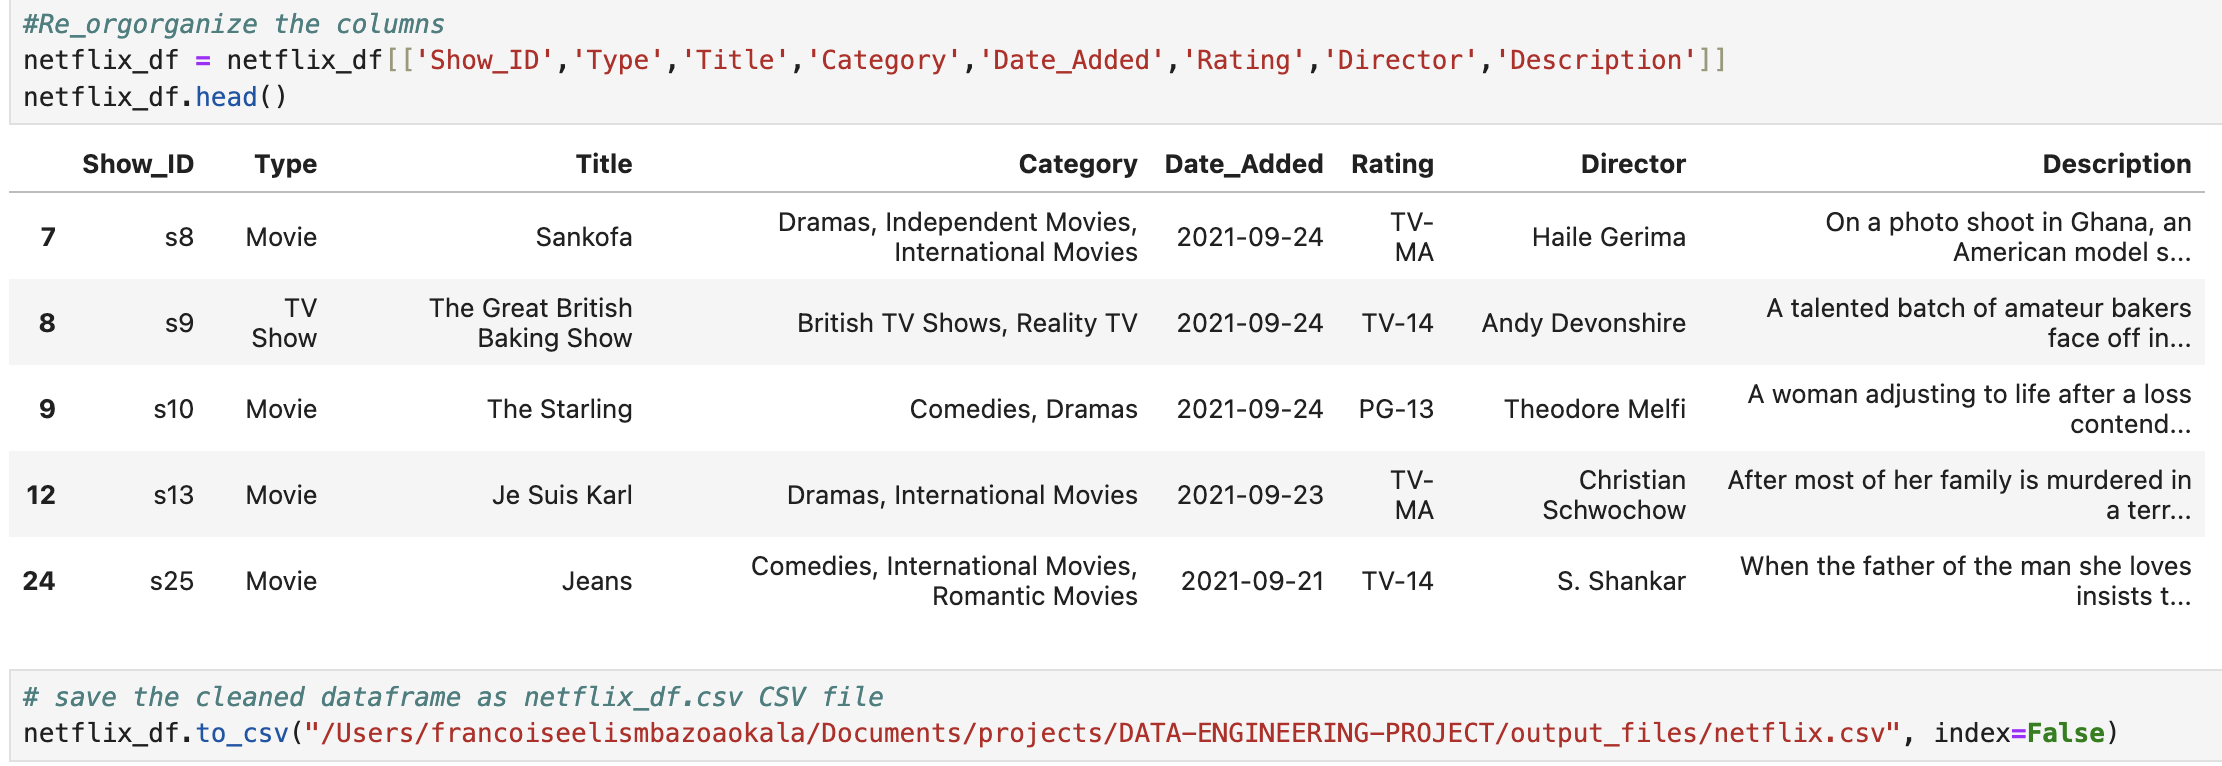 #Re_orgorganize the columns
netflix_df = netflix_df[['Show_ID','Type','Title','Category','Date_Added','Rating','Director','Description']]
netflix_df.head()
Show_ID Type Title Category Date_Added Rating Director Description
7 s8 Movie Sankofa Dramas, Independent Movies, International Movies 2021-09-24 TV-MA Haile Gerima On a photo shoot in Ghana, an American model s...
8 s9 TV Show The Great British Baking Show British TV Shows, Reality TV 2021-09-24 TV-14 Andy Devonshire A talented batch of amateur bakers face off in...
9 s10 Movie The Starling Comedies, Dramas 2021-09-24 PG-13 Theodore Melfi A woman adjusting to life after a loss contend...
12 s13 Movie Je Suis Karl Dramas, International Movies 2021-09-23 TV-MA Christian Schwochow After most of her family is murdered in a terr...
24 s25 Movie Jeans Comedies, International Movies, Romantic Movies 2021-09-21 TV-14 S. Shankar When the father of the man she loves insists t...
# save the cleaned dataframe as netflix_df.csv CSV file
netflix_df.to_csv("/Users/francoiseelismbazoaokala/Documents/projects/DATA-ENGINEERING-PROJECT/output_files/netflix.csv", index=False)